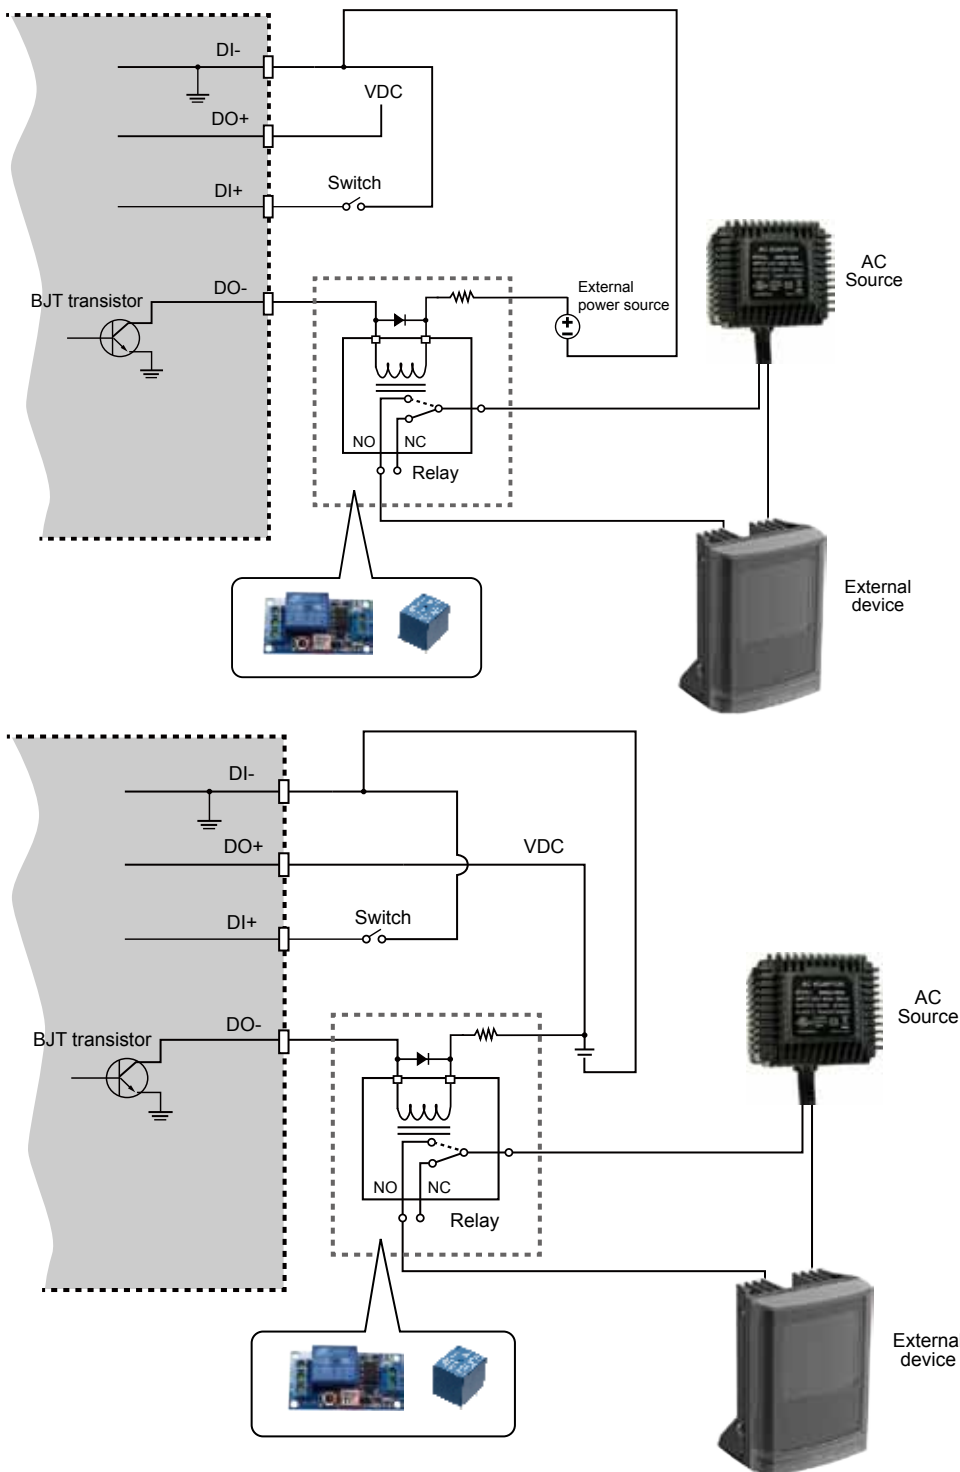 DI-
VDC
DO+
DI+
Switch
AC
Source
DO-
BJT transistor
External
power source
NO
NC
Relay
External
device
DI-
DO+
VDC
DI+
Switch
AC
Source
DO-
BJT transistor
NO
NC
Relay
External
device